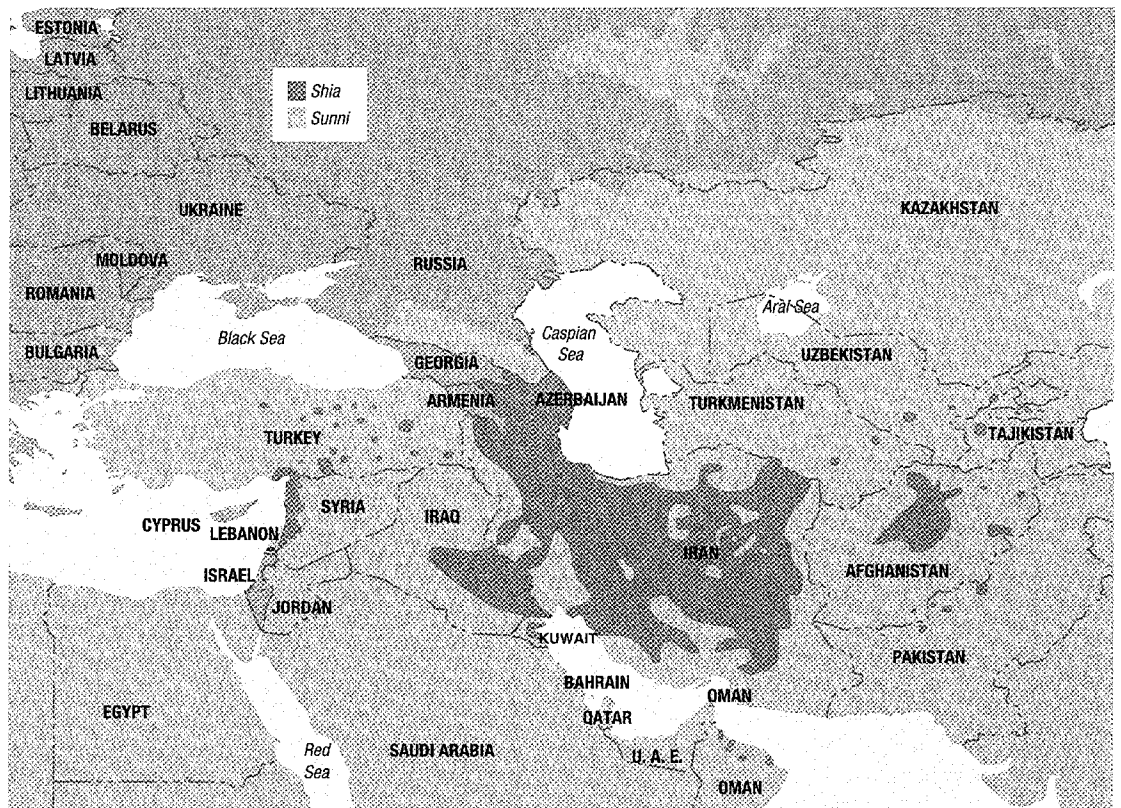 ESTONIA
LATVIA
LITHUANIA
BELARUS
Shia
Sunni
UKRAINE
KAZAKHSTAN
MOLDOVA
RUSSIA
ROMANIA
Aral Sea
Black Sea
Caspian
Sea
BULGARIA
GEORGIA
UZBEKISTAN
ARMENIA
AZERBAIJAN
TURKMENISTAN
TURKEY
TAJIKISTAN
SYRIA
IRAQ
CYPRUS
LEBANON
IRAN
ISRAEL
AFGHANISTAN
JORDAN
KUWAIT
PAKISTAN
BAHRAIN
OMAN
EGYPT
QATAR
SAUDI ARABIA
Red
Sea
U. A. E.
OMAN